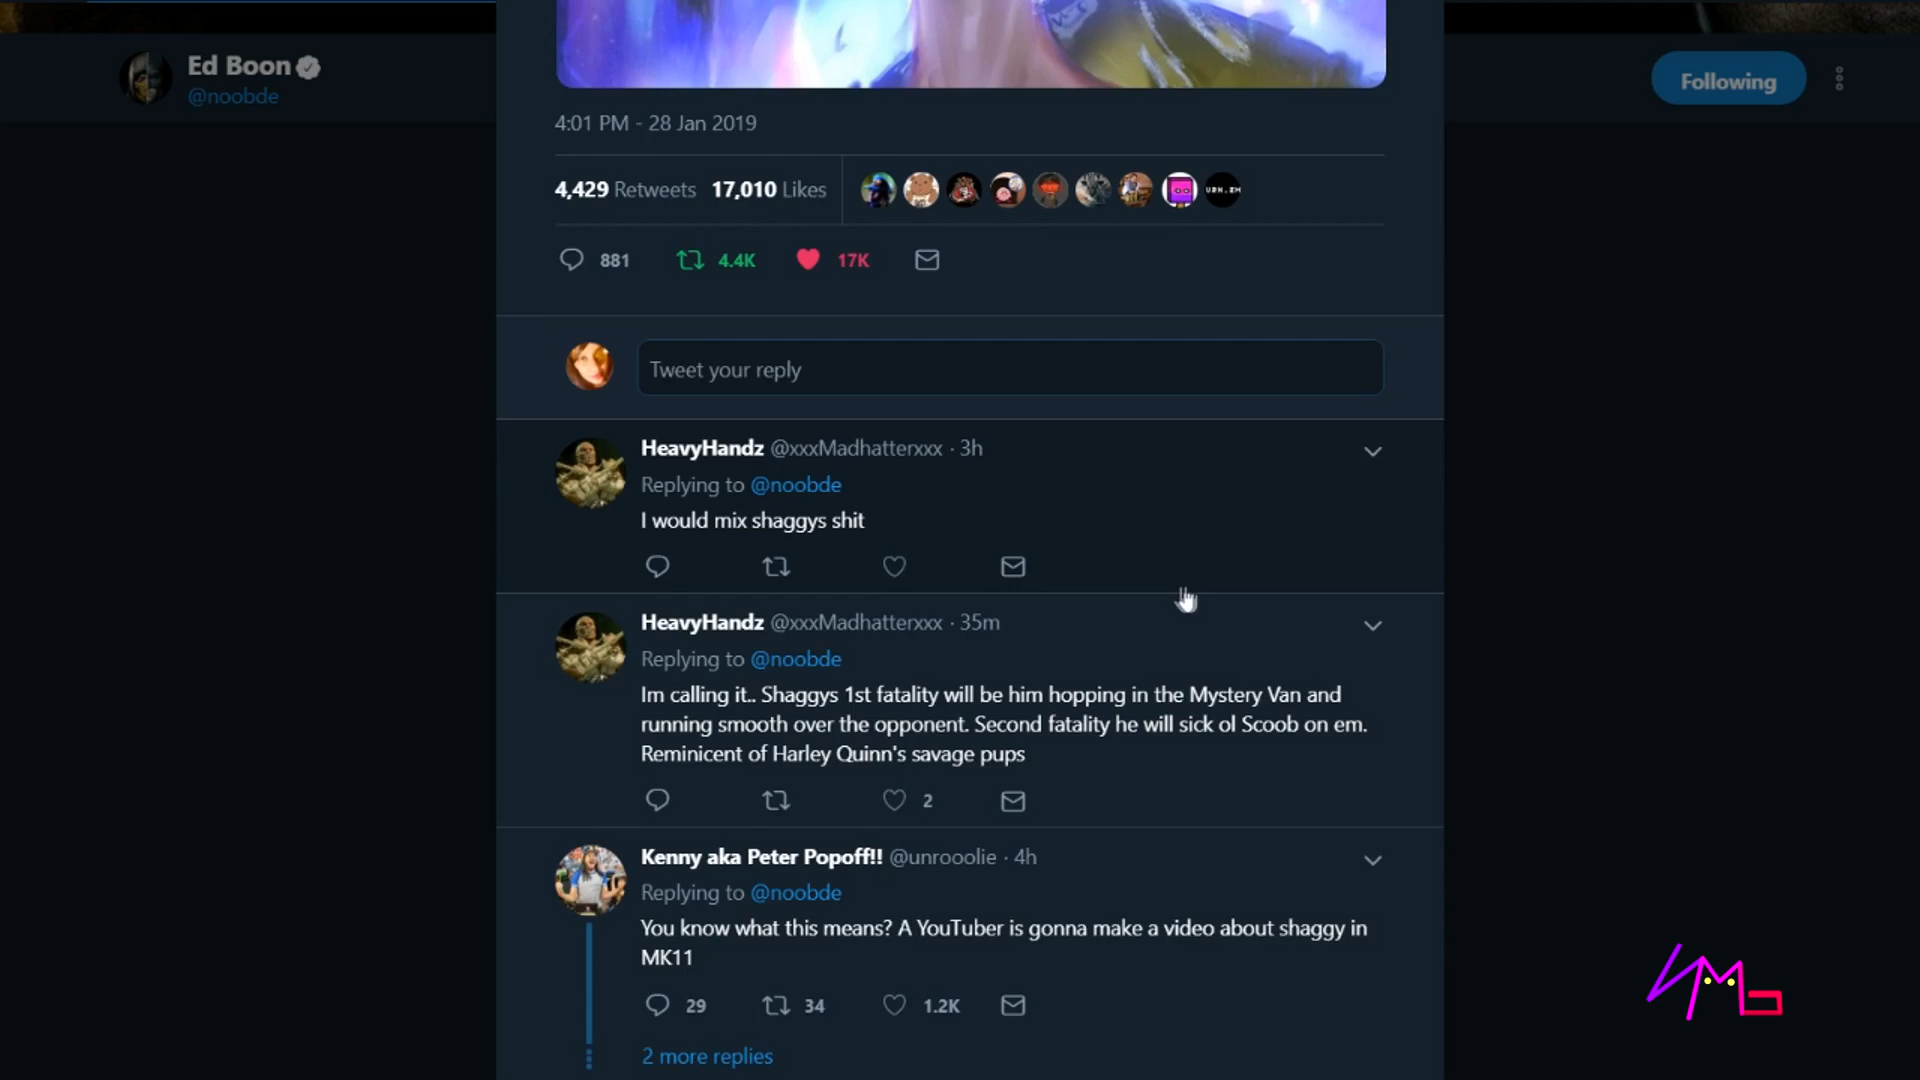 Ed Boon
@noobde
Following
4:01 PM - 28 Jan 2019
4,429 Retweets 17,010 Likes
881 4.4K 17K
Tweet your reply
HeavyHandz @xxxMadhatterxxx · 3h
Replying to @noobde
I would mix shaggys shit
HeavyHandz @xxxMadhatterxxx · 35m
Replying to @noobde
Im calling it.. Shaggys 1st fatality will be him hopping in the Mystery Van and
running smooth over the opponent. Second fatality he will sick ol Scoob on em.
Reminicent of Harley Quinn's savage pups
2
Kenny aka Peter Popoff!! @unrooolie · 4h
Replying to @noobde
You know what this means? A YouTuber is gonna make a video about shaggy in
MK11
29 34 1.2K
2 more replies